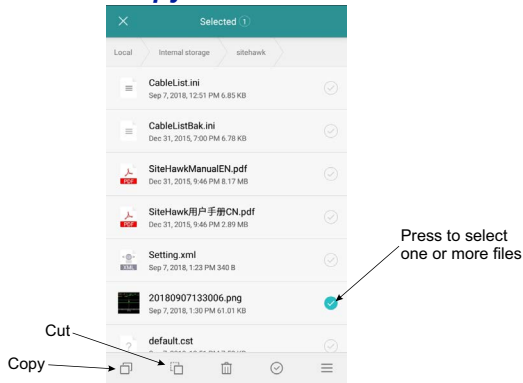 Selected 1
Local Internal storage sitehawk
CableList.ini
Sep 7, 2018, 12:51 PM 6.85 KB
CableListBak.ini
Dec 31, 2015, 7:00 PM 6.78 KB
SiteHawkManualEN.pdf
PDF
Dec 31, 2015, 9:46 PM 8.17 MB
SiteHawk用户手册CN.pdf
PDF
Dec 31, 2015, 9:46 PM 2.89 MB
Setting.xml
XML
Sep 7, 2018, 1:23 PM 340 B
20180907133006.png
Sep 7, 2018, 1:30 PM 61.01 KB
default.cst
Press to select
one or more files
Cut
Copy